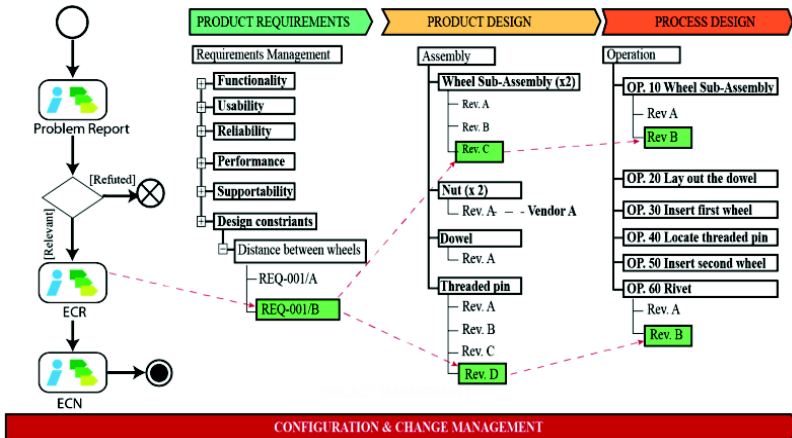 PRODUCT REQUIREMENTS
PRODUCT DESIGN
PROCESS DESIGN
Problem Report
[Refuted]
[Relevant]
ECR
ECN
Requirements Management
Functionality
Usability
Reliability
Performance
Supportability
Design constriants
Distance between wheels
REQ-001/A
REQ-001/B
Assembly
Wheel Sub-Assembly (x2)
Rev. A
Rev. B
Rev. C
Nut (x 2)
Rev. A
Vendor A
Dowel
Rev. A
Threaded pin
Rev. A
Rev. B
Rev. C
Rev. D
Operation
OP. 10 Wheel Sub-Assembly
Rev A
Rev B
OP. 20 Lay out the dowel
OP. 30 Insert first wheel
OP. 40 Locate threaded pin
OP. 50 Insert second wheel
OP. 60 Rivet
Rev. A
Rev. B
CONFIGURATION & CHANGE MANAGEMENT